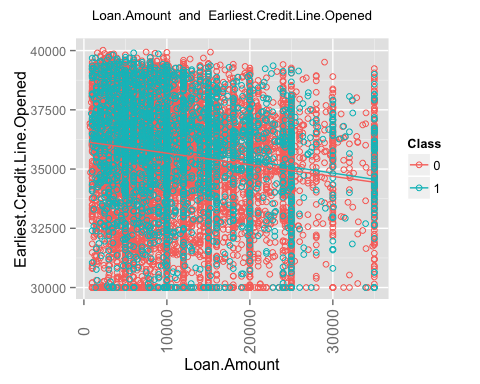 Loan.Amount and Earliest.Credit.Line.Opened
Earliest.Credit.Line.Opened
40000
37500
35000
32500
30000
0
10000
20000
30000
Loan.Amount
Class
0
1